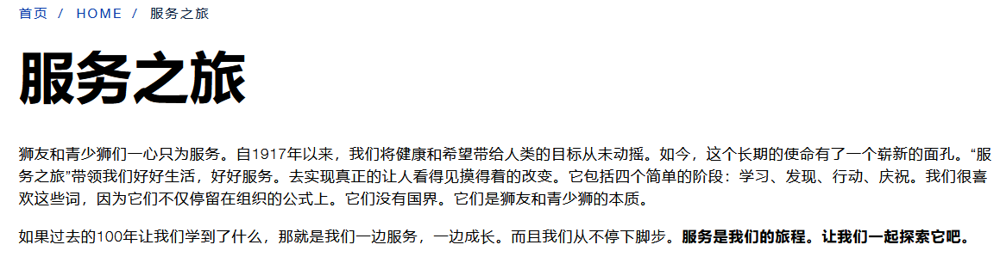 首页 / HOME / 服务之旅
服务之旅
狮友和青少狮们一心只为服务。自1917年以来，我们将健康和希望带给人类的目标从未动摇。如今，这个长期的使命有了一个崭新的面孔。“服
务之旅”带领我们好好生活，好好服务。去实现真正的让人看得见摸得着的改变。它包括四个简单的阶段：学习、发现、行动、庆祝。我们很喜
欢这些词，因为它们不仅停留在组织的公式上。它们没有国界。它们是狮友和青少狮的本质。
如果过去的100年让我们学到了什么，那就是我们一边服务，一边成长。而且我们从不停下脚步。服务是我们的旅程。让我们一起探索它吧。